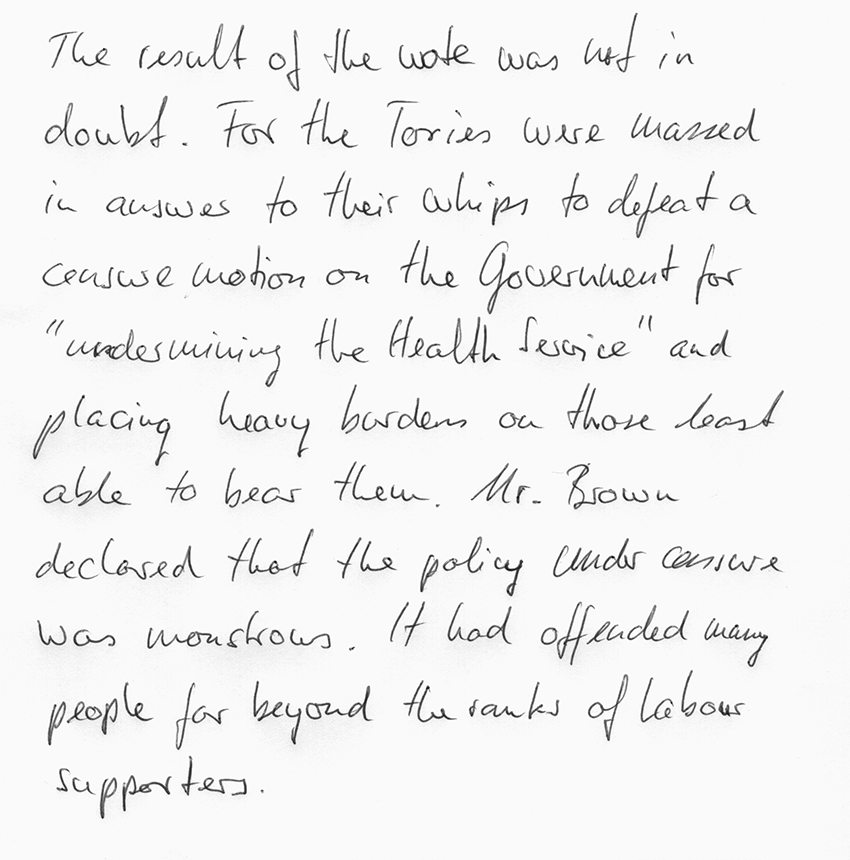 The result of the vote was not in
doubt. For the Tories were massed
in answer to their whips to defeat a
censure motion on the Government for
"undermining the Health Service" and
placing heavy burdens on those least
able to bear them. Mr. Brown
declared that the policy under censure
was monstrous. It had offended many
people far beyond the ranks of Labour
supporters.